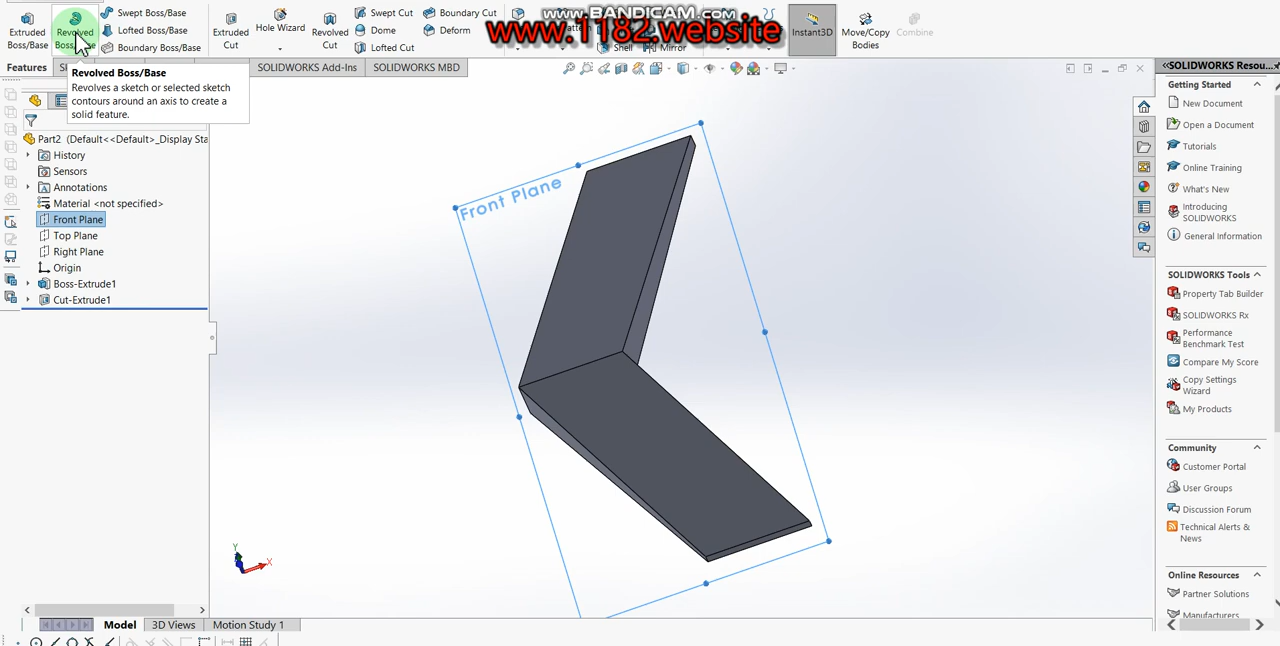 www.BANDICAM.com
www.1182.website
Extruded Boss/Base
Revolved
Swept Boss/Base
Lofted Boss/Base
Boundary Boss/Base
Extruded Cut
Hole Wizard
Revolved Cut
Swept Cut
Dome
Lofted Cut
Boundary Cut
Deform
Shell
Mirror
Instant3D
Move/Copy Bodies
Combine
Features
SOLIDWORKS Add-Ins
SOLIDWORKS MBD
Revolved Boss/Base
Revolves a sketch or selected sketch
contours around an axis to create a
solid feature.
Part2 (Default<<Default>_Display Sta
History
Sensors
Annotations
Material <not specified>
Front Plane
Top Plane
Right Plane
Origin
Boss-Extrude1
Cut-Extrude1
Front Plane
Y
X
SOLIDWORKS Resou...
Getting Started
New Document
Open a Document
Tutorials
Online Training
What's New
Introducing
SOLIDWORKS
General Information
SOLIDWORKS Tools
Property Tab Builder
SOLIDWORKS Rx
Performance
Benchmark Test
Compare My Score
Copy Settings
Wizard
My Products
Community
Customer Portal
User Groups
Discussion Forum
Technical Alerts &
News
Online Resources
Partner Solutions
Manufacturers
Model
3D Views
Motion Study 1